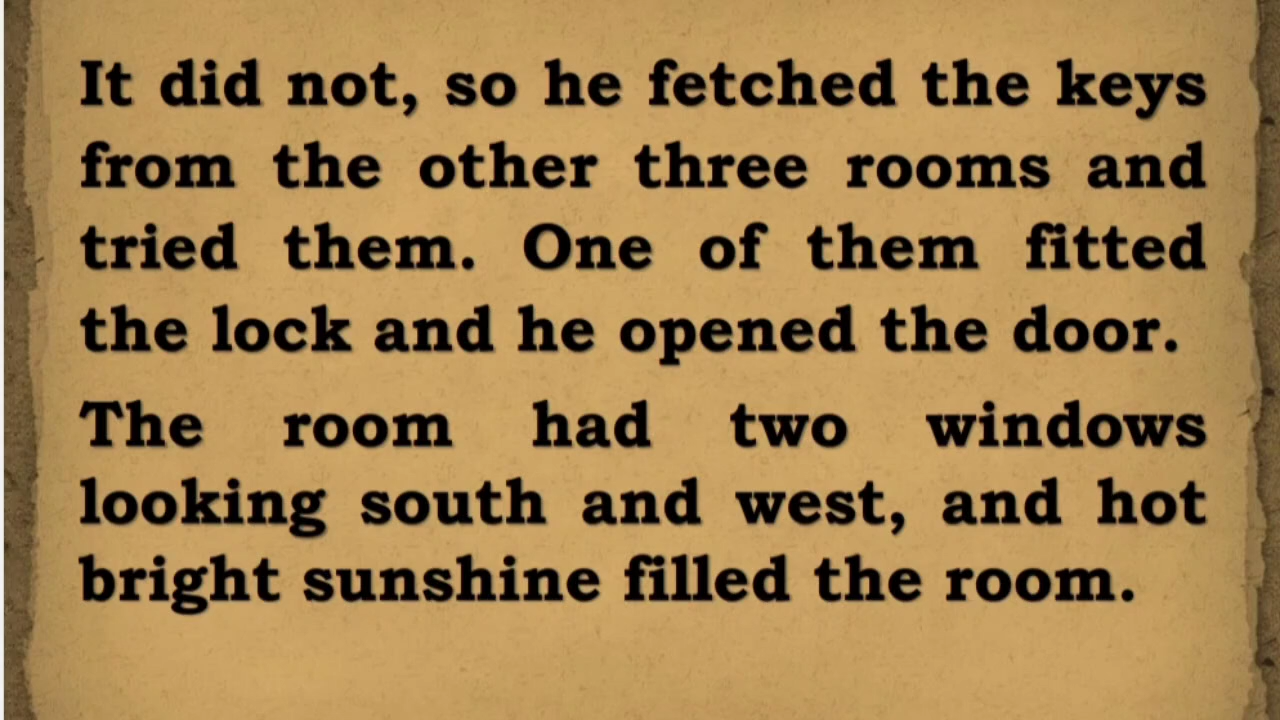 It did not, so he fetched the keys
from the other three rooms and
tried them. One of them fitted
the lock and he opened the door.
The room had two windows
looking south and west, and hot
bright sunshine filled the room.